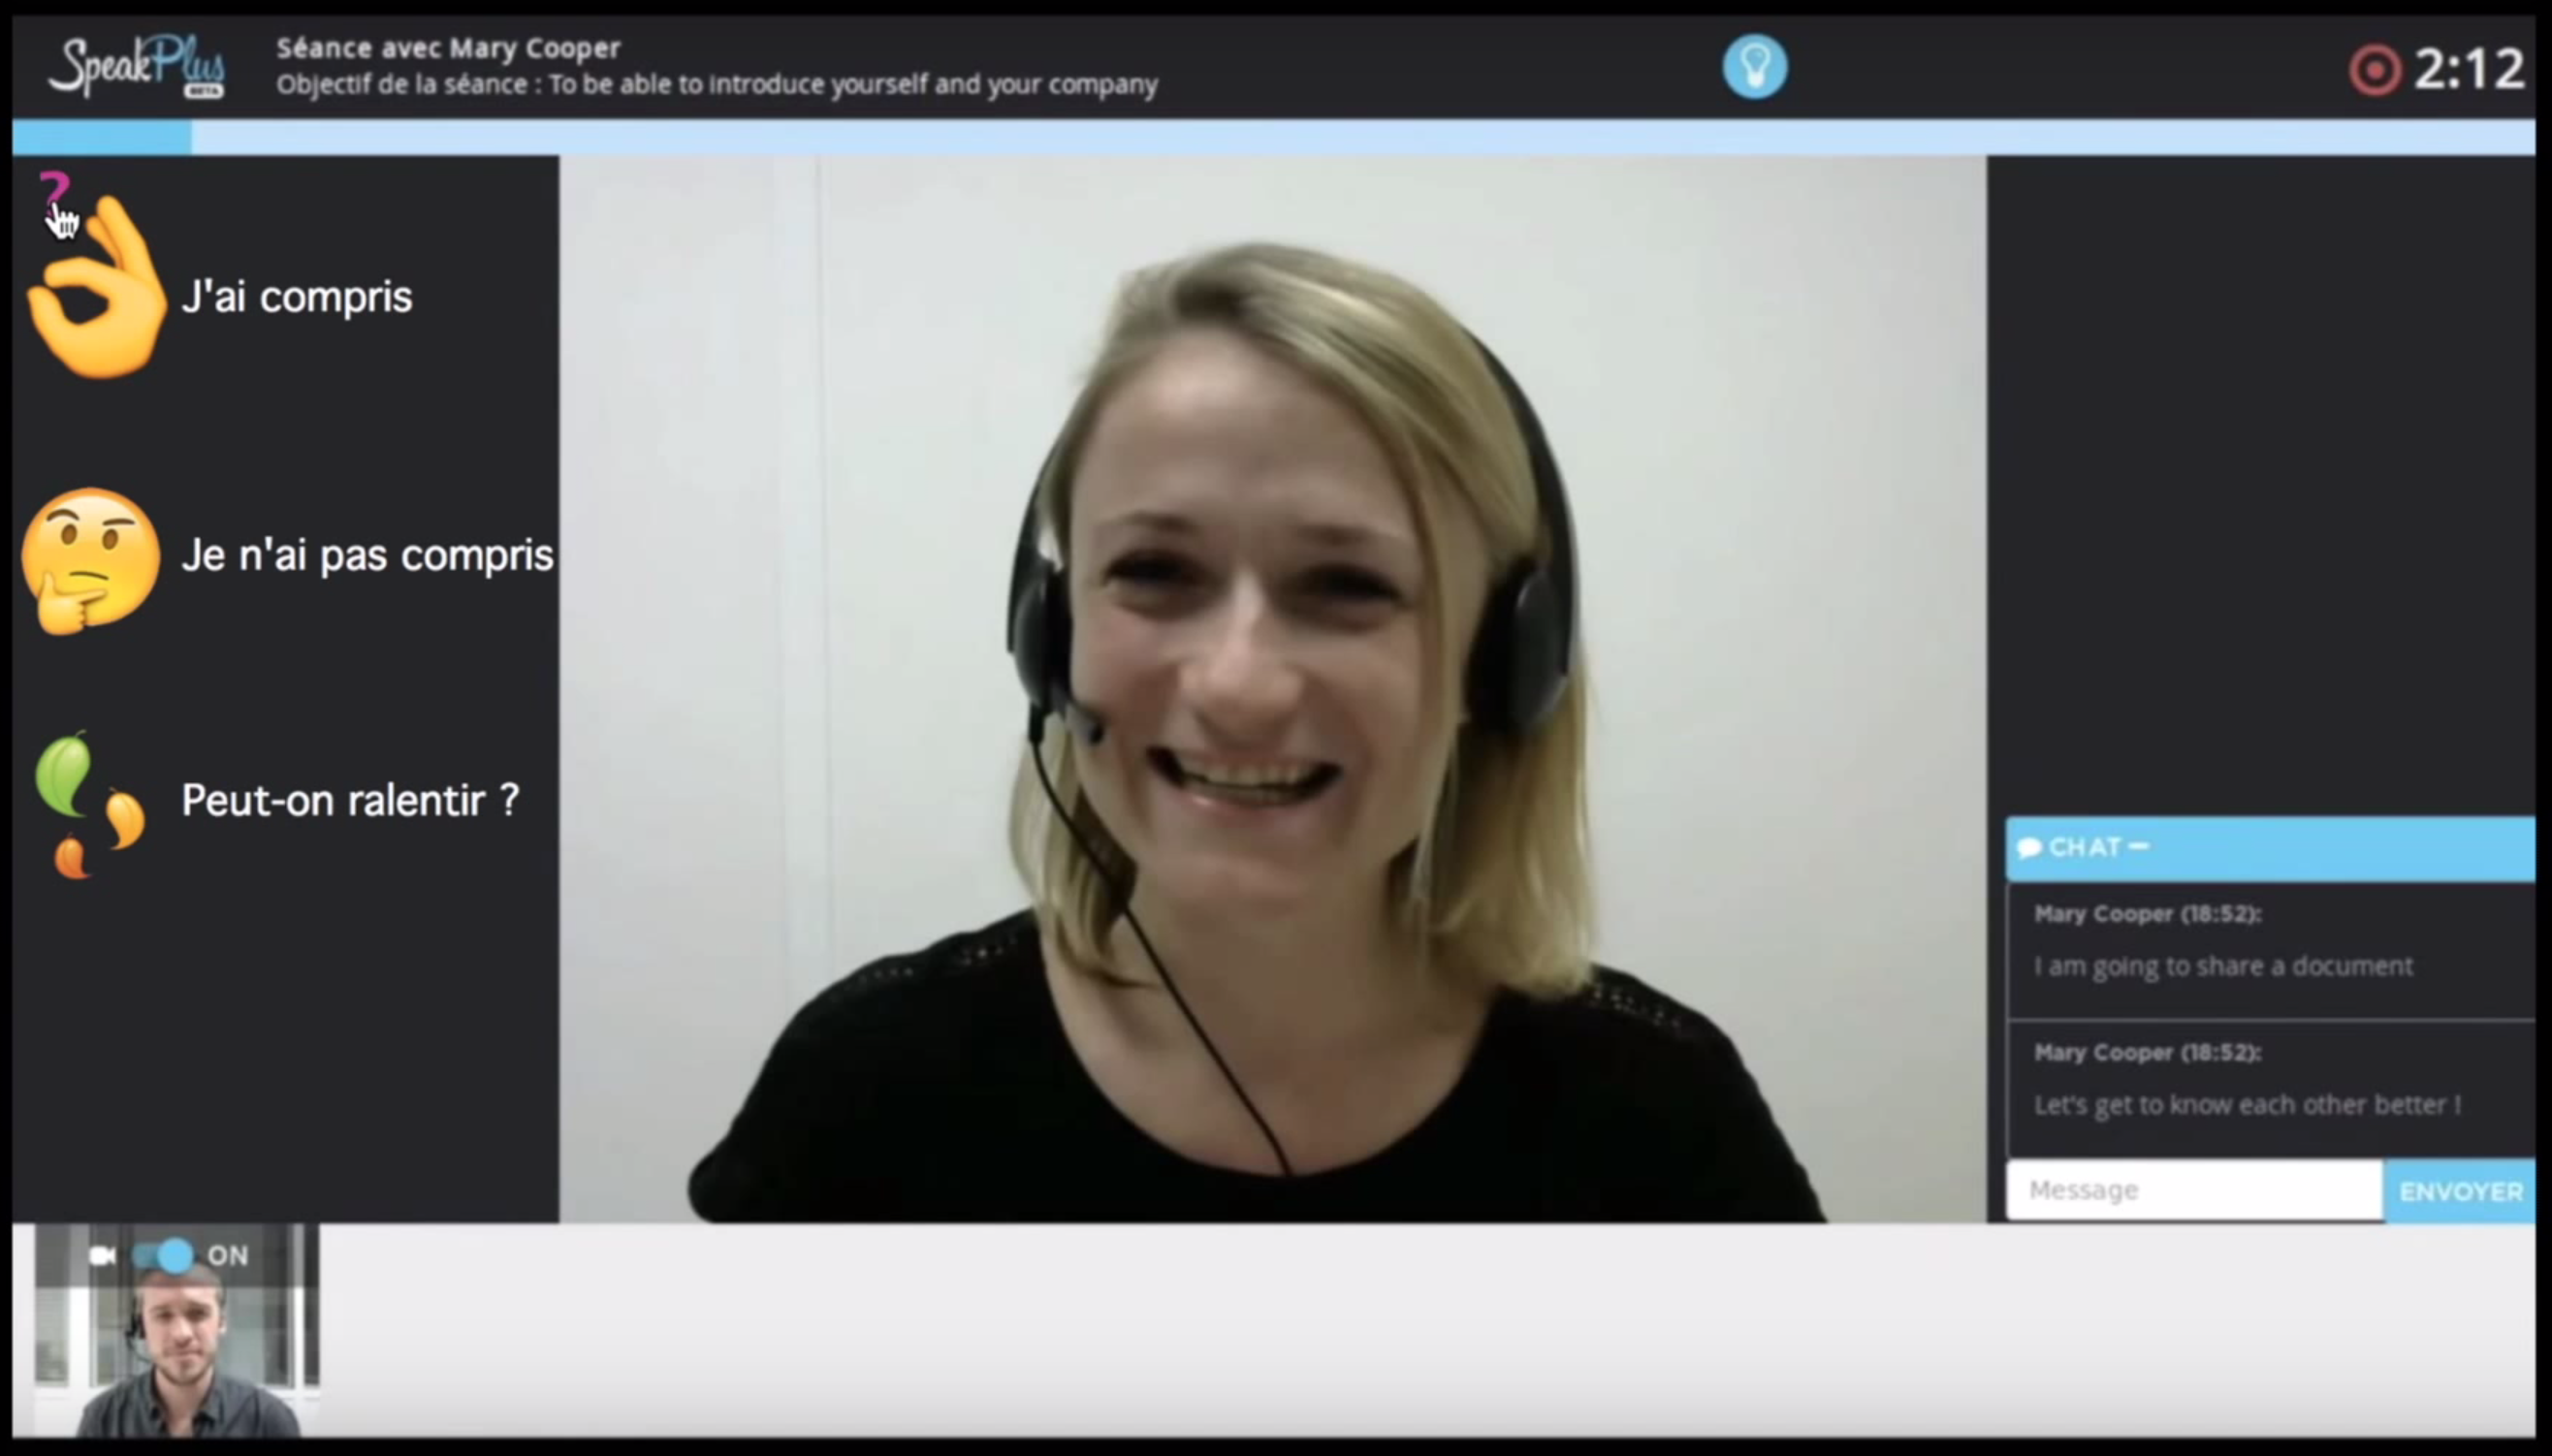 SpeakPlus
BETA
Séance avec Mary Cooper
Objectif de la séance : To be able to introduce yourself and your company
2:12
?
J'ai compris
Je n'ai pas compris
Peut-on ralentir ?
CHAT
Mary Cooper (18:52):
I am going to share a document
Mary Cooper (18:52):
Let's get to know each other better !
Message
ENVOYER
ON